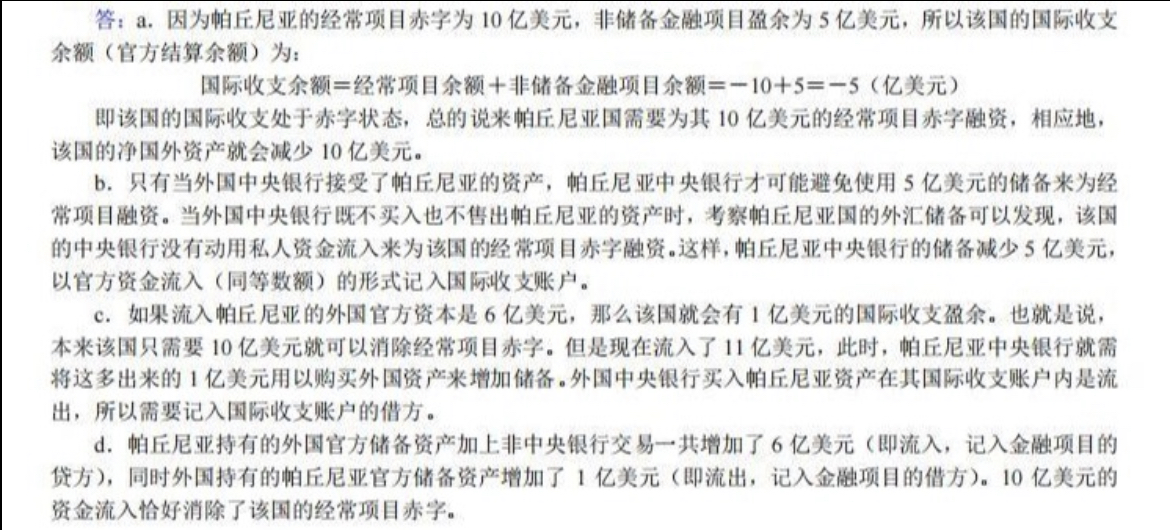 答：a．因为帕丘尼亚的经常项目赤字为 10 亿美元，非储备金融项目盈余为 5 亿美元，所以该国的国际收支
余额（官方结算余额）为：
国际收支余额＝经常项目余额＋非储备金融项目余额＝－10+5＝－5（亿美元）
即该国的国际收支处于赤字状态，总的说来帕丘尼亚国需要为其 10 亿美元的经常项目赤字融资，相应地，
该国的净国外资产就会减少 10 亿美元。
b．只有当外国中央银行接受了帕丘尼亚的资产，帕丘尼亚中央银行才可能避免使用 5 亿美元的储备来为经
常项目融资。当外国中央银行既不买入也不售出帕丘尼亚的资产时，考察帕丘尼亚国的外汇储备可以发现，该国
的中央银行没有动用私人资金流入来为该国的经常项目赤字融资。这样，帕丘尼亚中央银行的储备减少 5 亿美元，
以官方资金流入（同等数额）的形式记入国际收支账户。
c．如果流入帕丘尼亚的外国官方资本是 6 亿美元，那么该国就会有 1 亿美元的国际收支盈余。也就是说，
本来该国只需要 10 亿美元就可以消除经常项目赤字。但是现在流入了 11 亿美元，此时，帕丘尼亚中央银行就需
将这多出来的 1 亿美元用以购买外国资产来增加储备。外国中央银行买入帕丘尼亚资产在其国际收支账户内是流
出，所以需要记入国际收支账户的借方。
d．帕丘尼亚持有的外国官方储备资产加上非中央银行交易一共增加了 6 亿美元（即流入，记入金融项目的
贷方），同时外国持有的帕丘尼亚官方储备资产增加了 1 亿美元（即流出，记入金融项目的借方）。10 亿美元的
资金流入恰好消除了该国的经常项目赤字。